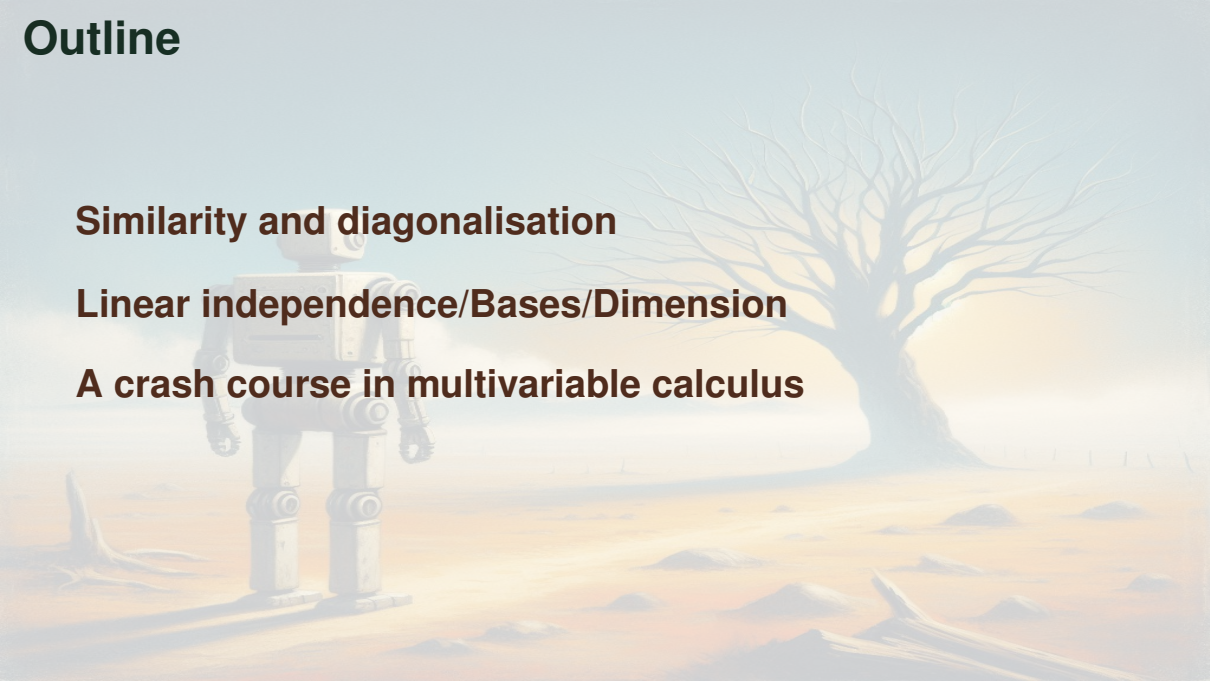 Outline
Similarity and diagonalisation
Linear independence/Bases/Dimension
A crash course in multivariable calculus